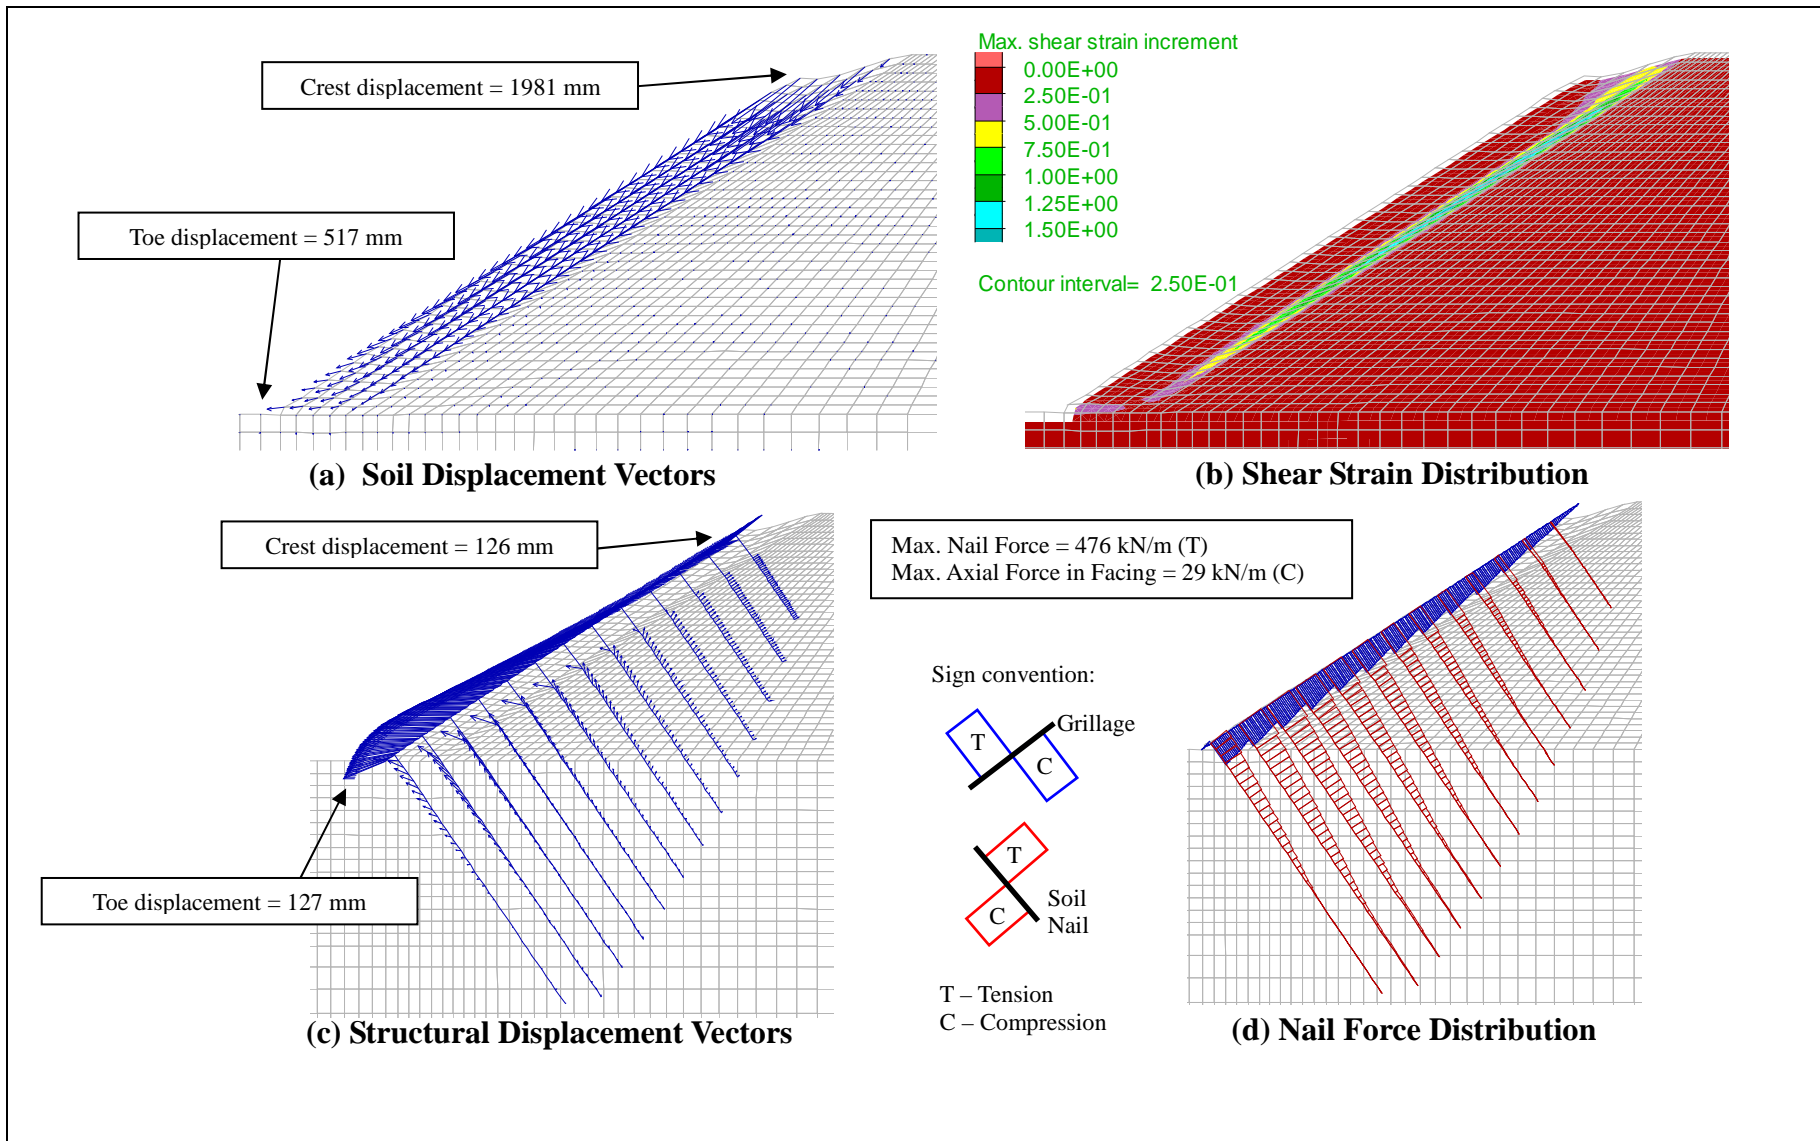 Crest displacement = 1981 mm
Toe displacement = 517 mm
(a)  Soil Displacement Vectors
Max. shear strain increment
0.00E+00
2.50E-01
5.00E-01
7.50E-01
1.00E+00
1.25E+00
1.50E+00
Contour interval=  2.50E-01
(b) Shear Strain Distribution
Crest displacement = 126 mm
Toe displacement = 127 mm
(c) Structural Displacement Vectors
Max. Nail Force = 476 kN/m (T)
Max. Axial Force in Facing = 29 kN/m (C)
Sign convention:
Grillage
T
C
T
C
Soil
Nail
T – Tension
C – Compression
(d) Nail Force Distribution